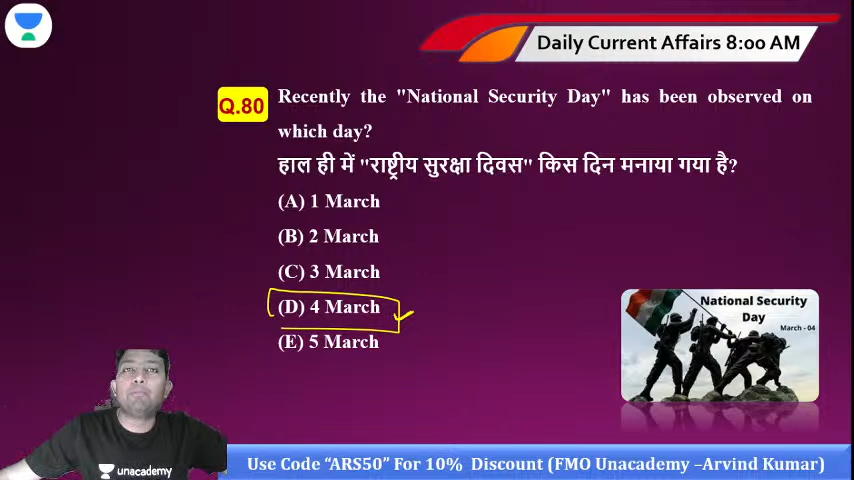 Daily Current Affairs 8:00 AM
Q.80
Recently the "National Security Day" has been observed on
which day?
हाल ही में "राष्ट्रीय सुरक्षा दिवस" किस दिन मनाया गया है?
(A) 1 March
(B) 2 March
(C) 3 March
(D) 4 March
(E) 5 March
National Security
Day
March - 04
unacademy
Use Code “ARS50” For 10% Discount (FMO Unacademy –Arvind Kumar)